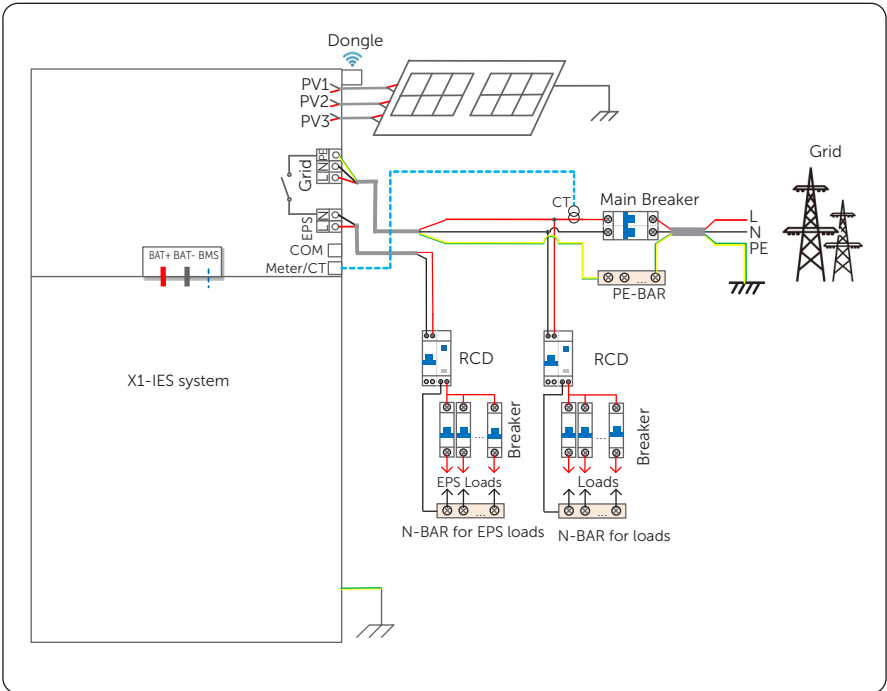 Dongle
PV1
PV2
PV3
Grid
PE
N
L
EPS
N
L
COM
Meter/CT
BAT+ BAT- BMS
X1-IES system
CT
Main Breaker
Grid
L
N
PE
...
PE-BAR
RCD
RCD
...
Breaker
...
Breaker
EPS Loads
Loads
...
...
N-BAR for EPS loads
N-BAR for loads